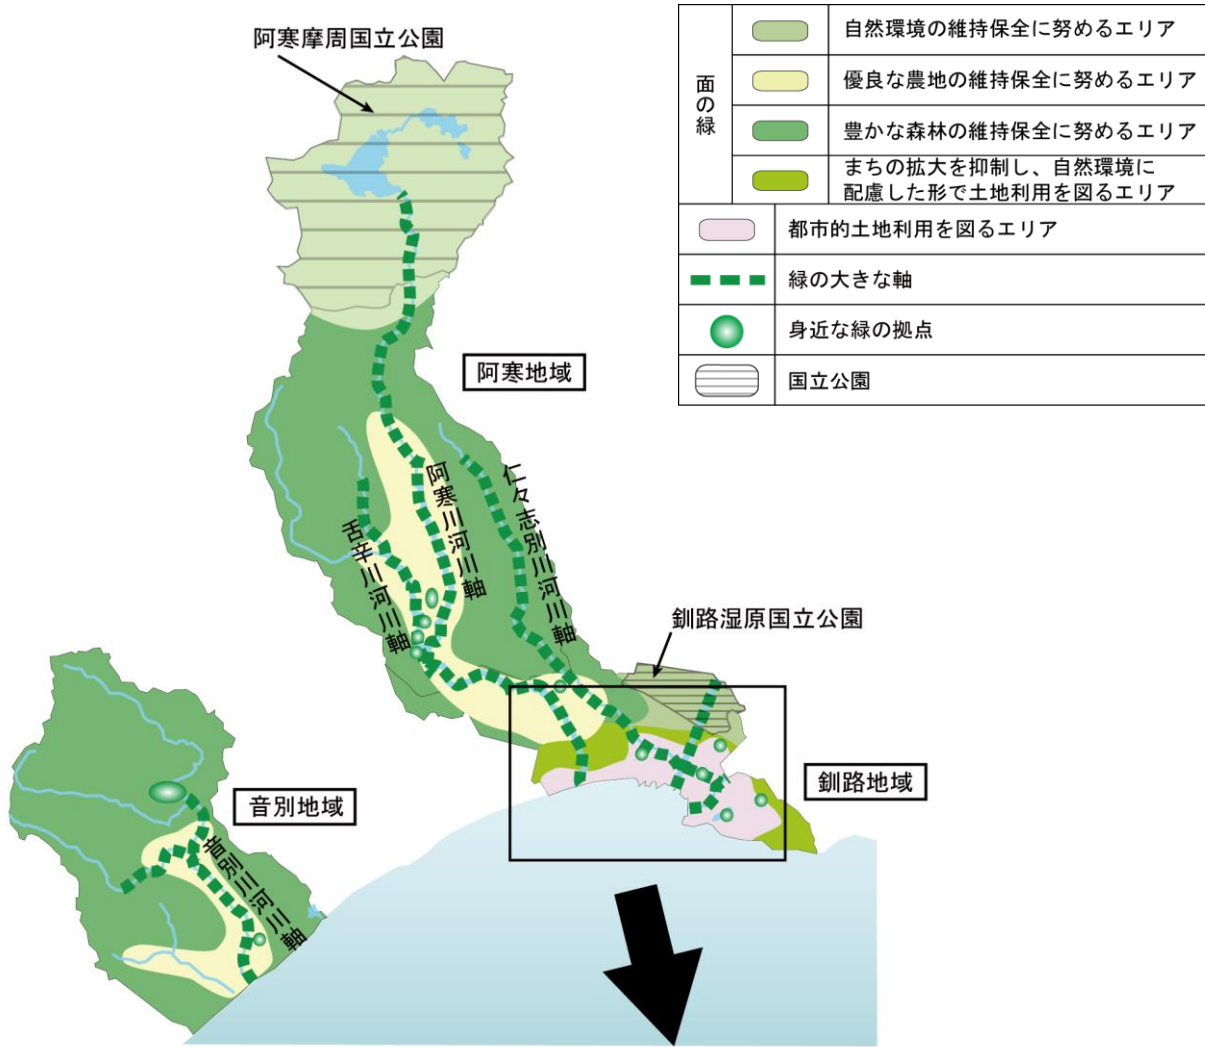 阿寒摩周国立公園
面の緑
自然環境の維持保全に努めるエリア
優良な農地の維持保全に努めるエリア
豊かな森林の維持保全に努めるエリア
まちの拡大を抑制し、自然環境に
配慮した形で土地利用を図るエリア
都市的土地利用を図るエリア
緑の大きな軸
身近な緑の拠点
国立公園
阿寒地域
舌辛川河川軸
阿寒川河川軸
仁々志別川河川軸
釧路湿原国立公園
釧路地域
音別地域
音別川河川軸